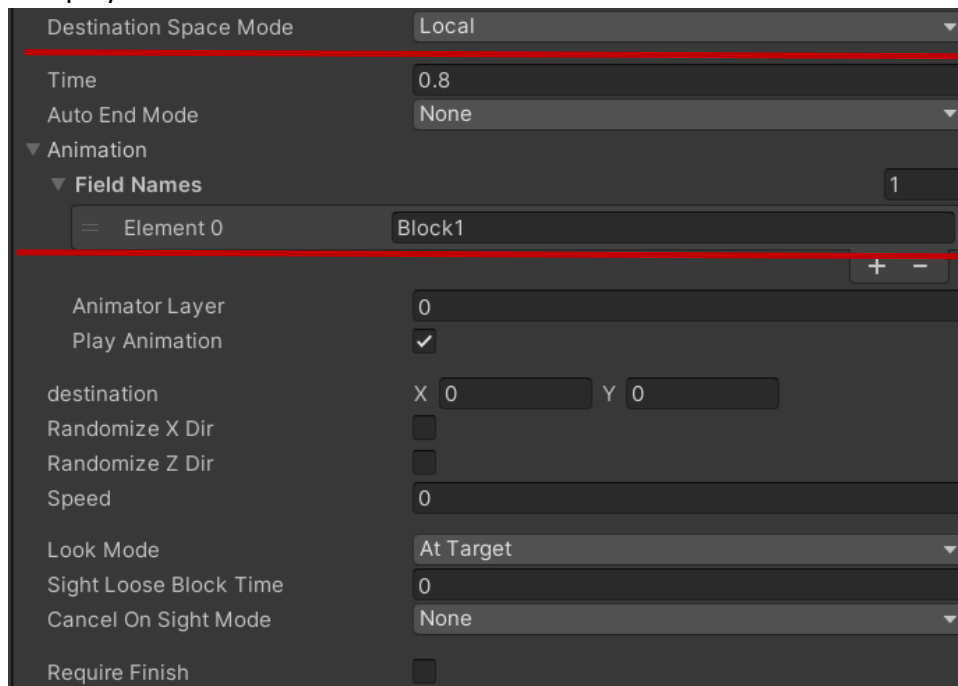 Destination Space Mode Local
Time 0.8
Auto End Mode None
Animation
Field Names 1
Element 0 Block1
+ −
Animator Layer 0
Play Animation
destination X 0 Y 0
Randomize X Dir
Randomize Z Dir
Speed 0
Look Mode At Target
Sight Loose Block Time 0
Cancel On Sight Mode None
Require Finish